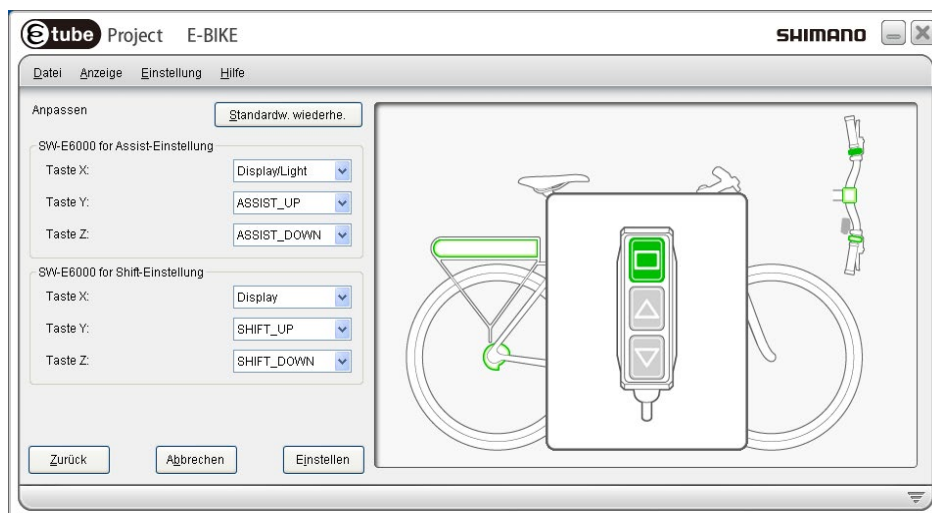 Etube Project E-BIKE SHIMANO
Datei Anzeige Einstellung Hilfe
Anpassen Standardw. wiederhe.
SW-E6000 for Assist-Einstellung
Taste X: Display/Light
Taste Y: ASSIST_UP
Taste Z: ASSIST_DOWN
SW-E6000 for Shift-Einstellung
Taste X: Display
Taste Y: SHIFT_UP
Taste Z: SHIFT_DOWN
Zurück Abbrechen Einstellen